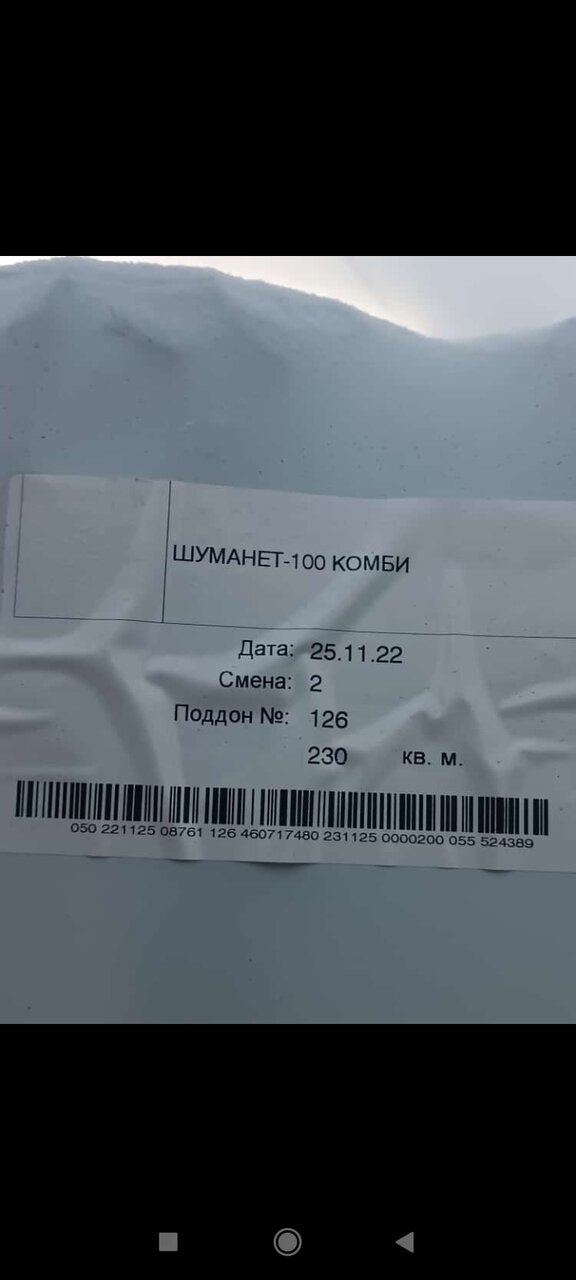 ШУМАНЕТ-100 КОМБИ
Дата: 25.11.22
Смена: 2
Поддон №: 126
230 кв. м.
050 221125 08761 126 460717480 231125 0000200 055 524389